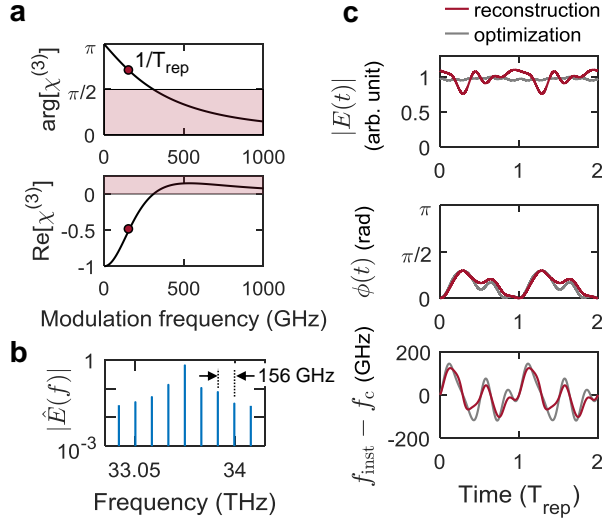 a
π
π/2
0
arg[χ⁽³⁾]
1/T_rep
0
500
1000
0
-0.5
-1
Re[χ⁽³⁾]
0
500
1000
Modulation frequency (GHz)
b
1
10⁻³
|Ê(f)|
156 GHz
33.05
34
Frequency (THz)
c
reconstruction
optimization
1
0.5
0
|E(t)|
(arb. unit)
0
1
2
π
π/2
0
ϕ(t) (rad)
0
1
2
200
0
-200
f_inst − f_c
(GHz)
0
1
2
Time (T_rep)